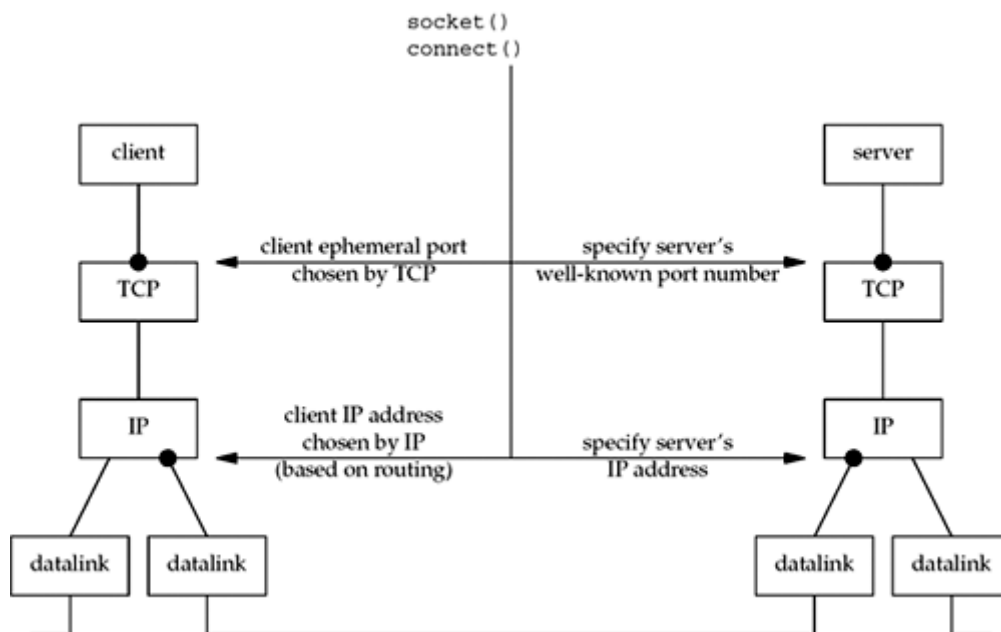 socket()
connect()
client
server
client ephemeral port
chosen by TCP
specify server's
well-known port number
TCP
TCP
client IP address
chosen by IP
(based on routing)
specify server's
IP address
IP
IP
datalink
datalink
datalink
datalink